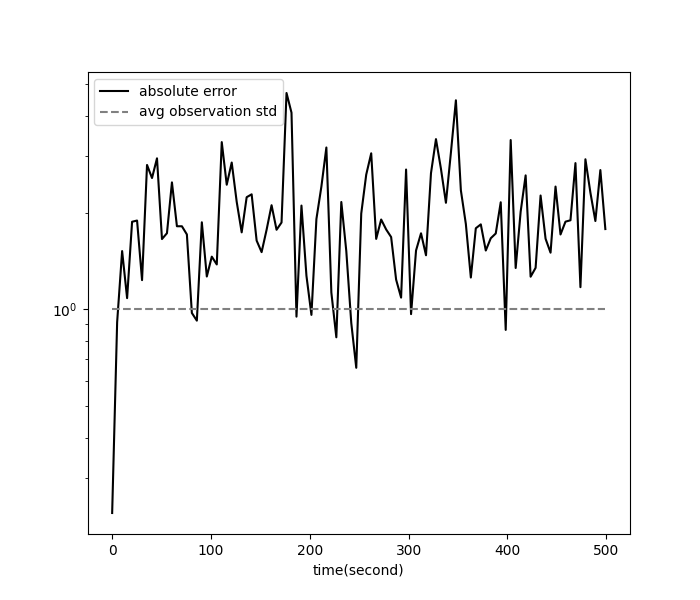 absolute error
avg observation std
10⁰
0 100 200 300 400 500
time(second)